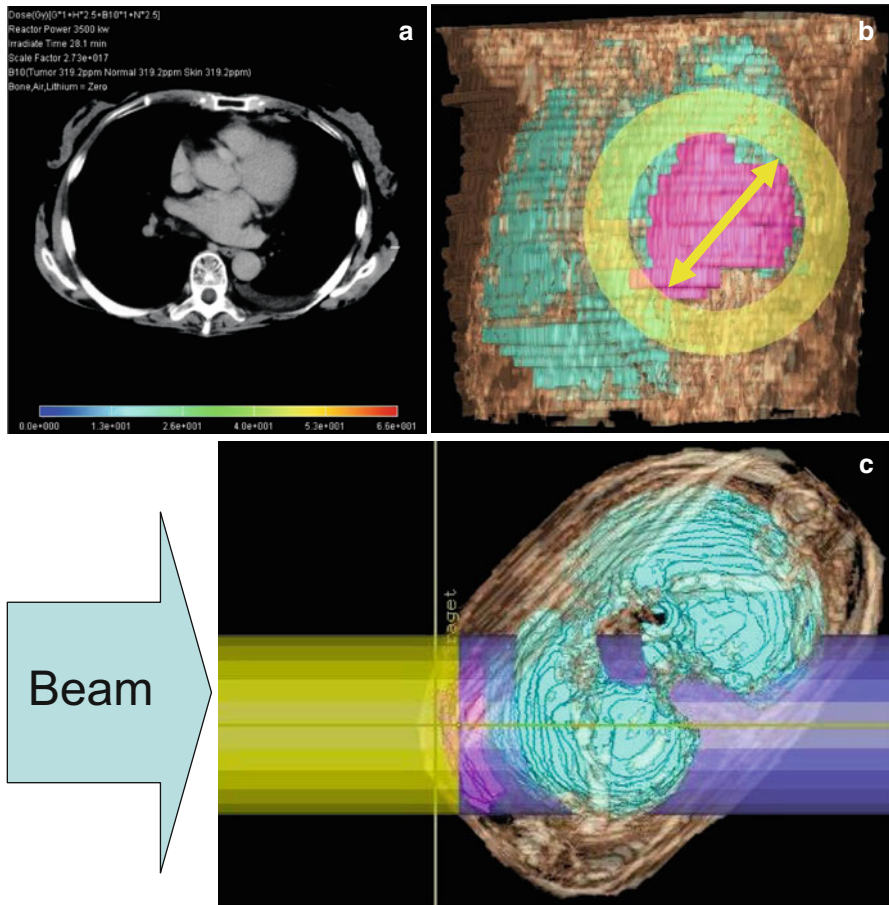 Dose(Gy)[G*1+H*2.5+B10*1+N*2.5]
Reactor Power 3500 kw
Irradiate Time 28.1 min
Scale Factor 2.73e+017
B10(Tumor 319.2ppm Normal 319.2ppm Skin 319.2ppm)
Bone,Air,Lithium = Zero
a
0.0e+000 1.3e+001 2.6e+001 4.0e+001 5.3e+001 6.6e+001
b
c
raget
Beam